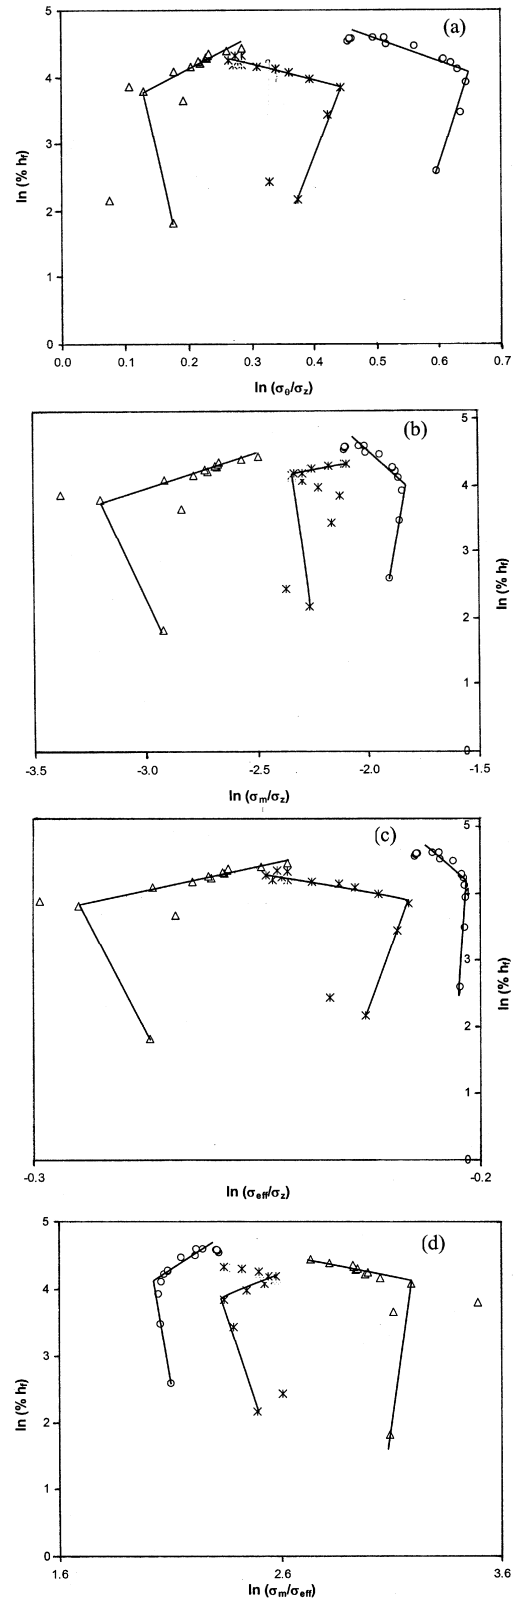 (a)
5
4
3
2
1
0
ln (% hf)
0.0 0.1 0.2 0.3 0.4 0.5 0.6 0.7
ln (σθ/σz)
(b)
5
4
3
2
1
0
ln (% hf)
-3.5 -3.0 -2.5 -2.0 -1.5
ln (σm/σz)
(c)
5
4
3
2
1
0
ln (% hf)
-0.3 -0.2
ln (σeff/σz)
(d)
5
4
3
2
1
0
ln (% hf)
1.6 2.6 3.6
ln (σm/σeff)